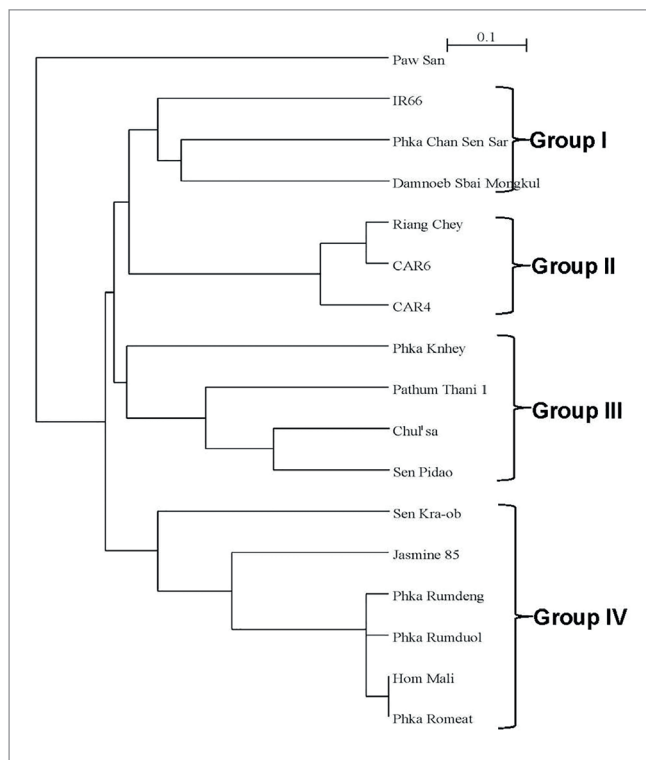 0.1
Paw San
IR66
Phka Chan Sen Sar
Group I
Damnoeb Sbai Mongkul
Riang Chey
CAR6
Group II
CAR4
Phka Knhey
Pathum Thani 1
Group III
Chul'sa
Sen Pidao
Sen Kra-ob
Jasmine 85
Phka Rumdeng
Group IV
Phka Rumduol
Hom Mali
Phka Romeat